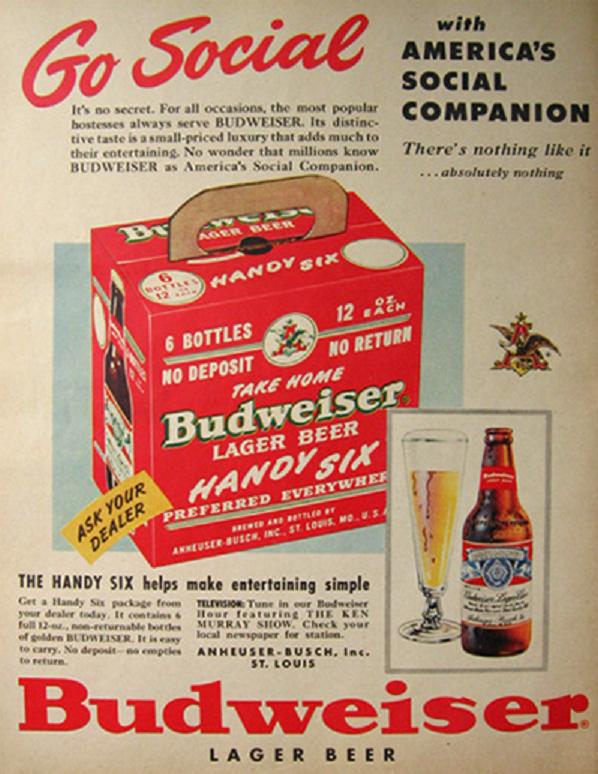 Go Social
with
AMERICA'S
SOCIAL
COMPANION
There's nothing like it
...absolutely nothing
It's no secret. For all occasions, the most popular
hostesses always serve BUDWEISER. Its distinc-
tive taste is a small-priced luxury that adds much to
their entertaining. No wonder that millions know
BUDWEISER as America's Social Companion.
Budweiser
LAGER BEER
6
BOTTLES
12
HANDY SIX
6 BOTTLES
12 OZ. EACH
NO DEPOSIT
NO RETURN
TAKE HOME
Budweiser
LAGER BEER
HANDY SIX
PREFERRED EVERYWHER
BREWED AND BOTTLED BY
ANHEUSER-BUSCH, INC., ST. LOUIS, MO., U.S.A.
ASK YOUR
DEALER
Budweiser
THE HANDY SIX helps make entertaining simple
Get a Handy Six package from
your dealer today. It contains 6
full 12-oz., non-returnable bottles
of golden BUDWEISER. It is easy
to carry. No deposit—no empties
to return.
TELEVISION: Tune in our Budweiser
Hour featuring THE KEN
MURRAY SHOW. Check your
local newspaper for station.
ANHEUSER-BUSCH, Inc.
ST. LOUIS
Budweiser®
LAGER BEER